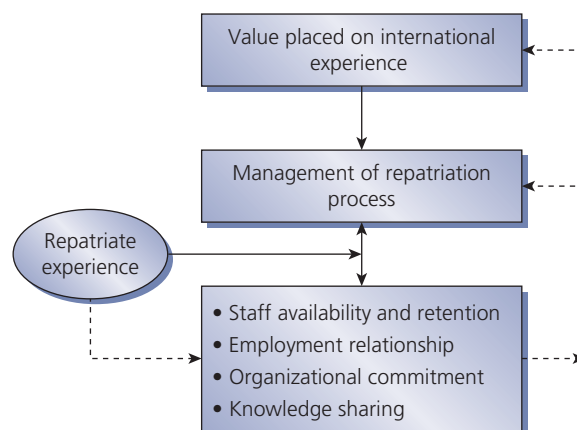 Value placed on international
experience
Management of repatriation
process
Repatriate
experience
• Staff availability and retention
• Employment relationship
• Organizational commitment
• Knowledge sharing